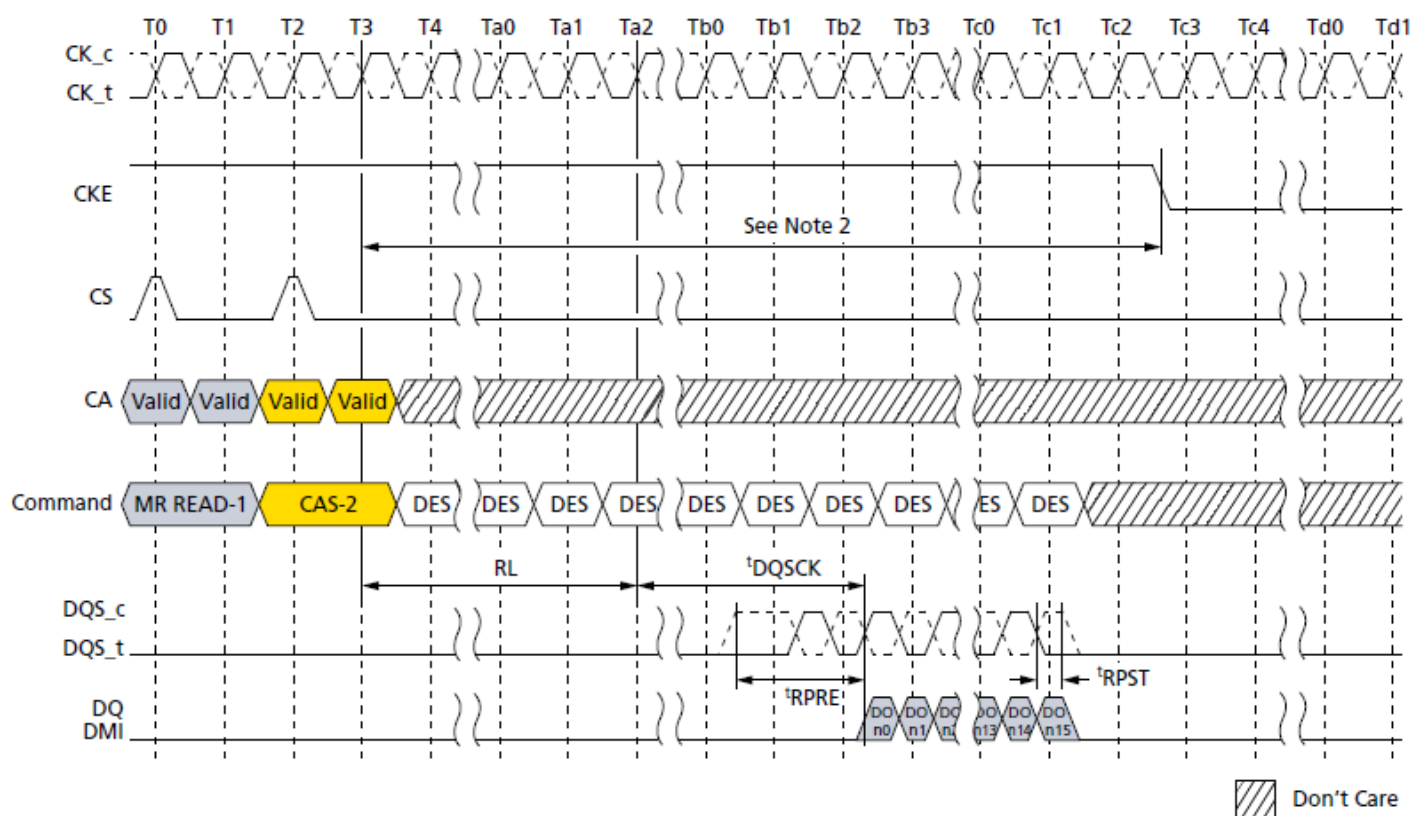 T0 T1 T2 T3 T4 Ta0 Ta1 Ta2 Tb0 Tb1 Tb2 Tb3 Tc0 Tc1 Tc2 Tc3 Tc4 Td0 Td1
CK_c
CK_t
CKE
See Note 2
CS
CA Valid Valid Valid Valid
Command MR READ-1 CAS-2 DES DES DES DES DES DES DES DES ES DES
RL tDQSCK
DQS_c
DQS_t
tRPRE tRPST
DQ
DMI
DO DO DO DO DO DO
n0 n1 n2 n13 n14 n15
Don't Care